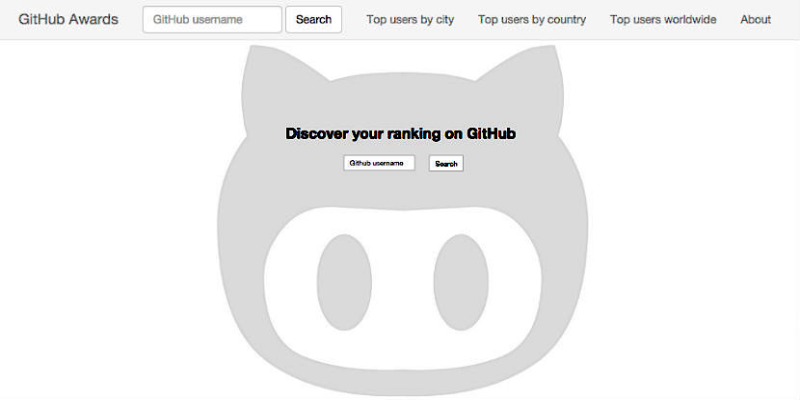 GitHub Awards GitHub username Search Top users by city Top users by country Top users worldwide About
Discover your ranking on GitHub
Github username Search